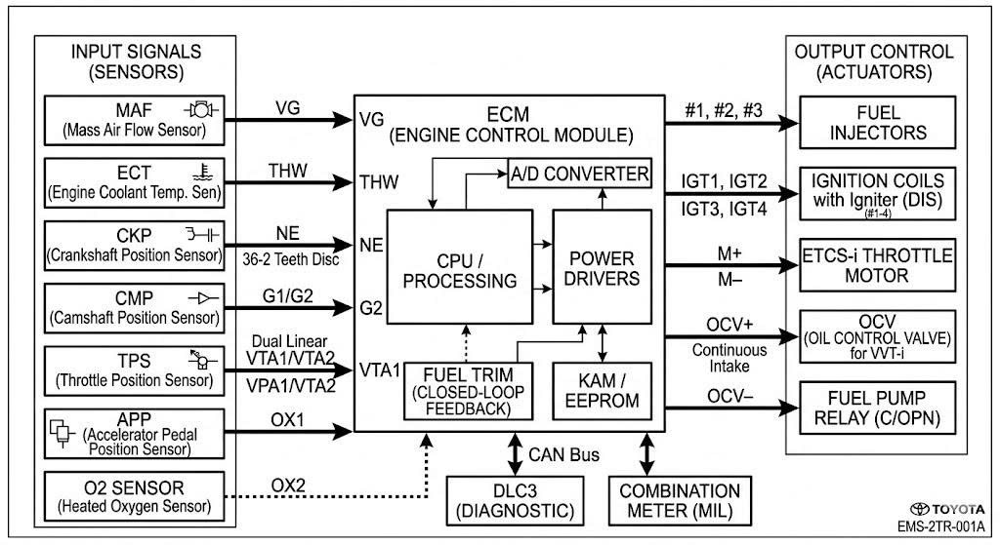 INPUT SIGNALS
(SENSORS)
MAF
(Mass Air Flow Sensor)
ECT
(Engine Coolant Temp. Sen)
CKP
(Crankshaft Position Sensor)
CMP
(Camshaft Position Sensor)
TPS
(Throttle Position Sensor)
APP
(Accelerator Pedal
Position Sensor)
O2 SENSOR
(Heated Oxygen Sensor)
VG
THW
NE
36-2 Teeth Disc
G1/G2
Dual Linear
VTA1/VTA2
VPA1/VTA2
OX1
OX2
ECM
(ENGINE CONTROL MODULE)
VG
THW
NE
G2
VTA1
A/D CONVERTER
CPU /
PROCESSING
POWER
DRIVERS
FUEL TRIM
(CLOSED-LOOP
FEEDBACK)
KAM /
EEPROM
CAN Bus
DLC3
(DIAGNOSTIC)
COMBINATION
METER (MIL)
#1, #2, #3
IGT1, IGT2
IGT3, IGT4
M+
M–
OCV+
Continuous
Intake
OCV–
OUTPUT CONTROL
(ACTUATORS)
FUEL
INJECTORS
IGNITION COILS
with Igniter (DIS)
(#1-4)
ETCS-i THROTTLE
MOTOR
OCV
(OIL CONTROL VALVE)
for VVT-i
FUEL PUMP
RELAY (C/OPN)
TOYOTA
EMS-2TR-001A